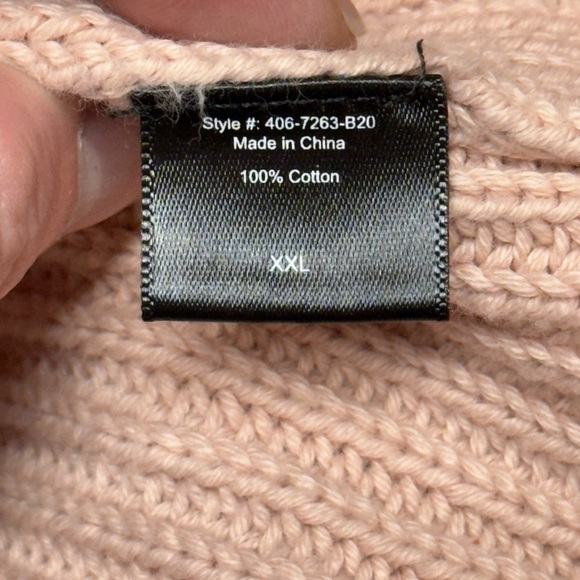 Style #: 406-7263-B20
Made in China
100% Cotton
XXL